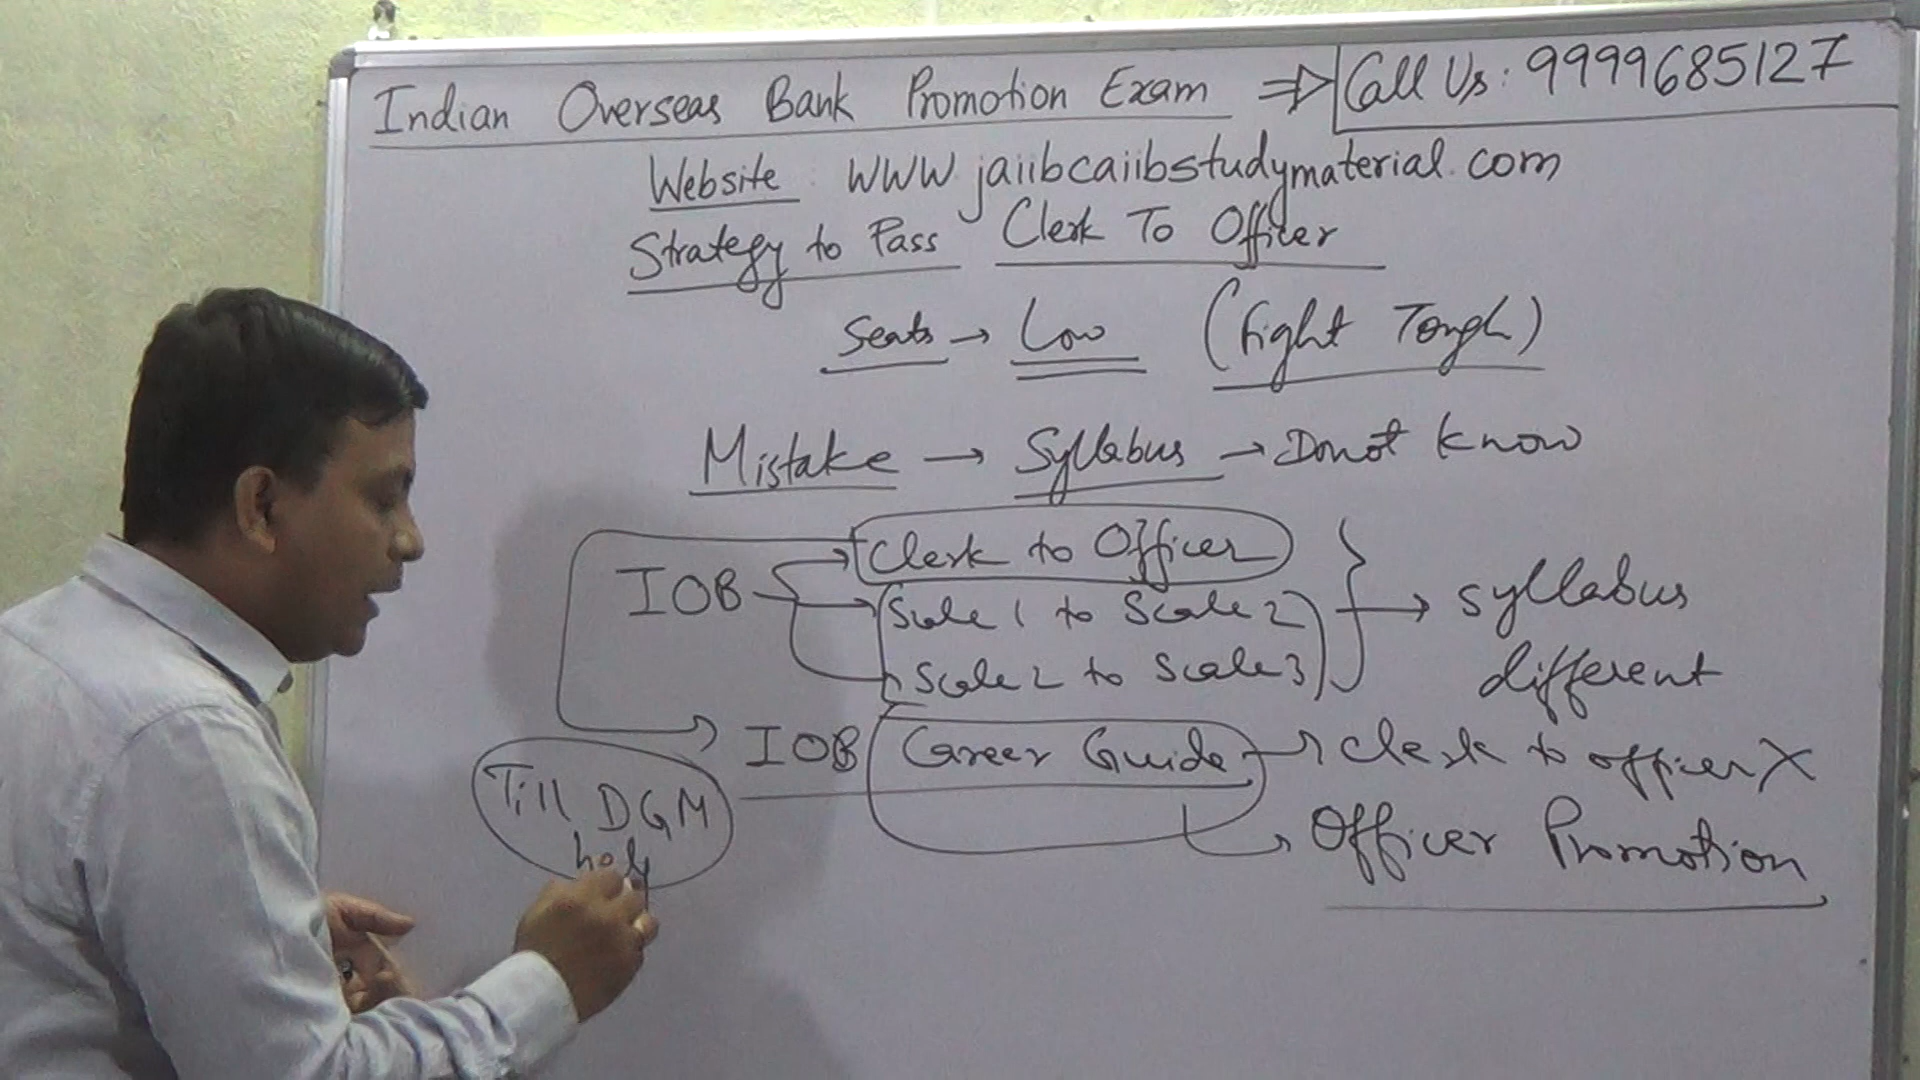 Indian Overseas Bank Promotion Exam ⇒ Call Us: 9999685127
Website: WWW.jaiibcaiibstudymaterial.com
Strategy to Pass Clerk To Officer
Seats → Low (Fight Tough)
Mistake → Syllabus → Donot Know
IOB → Clerk to Officer
Scale 1 to Scale 2
Scale 2 to Scale 3
→ syllabus different
IOB Career Guide → Clerk to officer X
→ Officer Promotion
Till DGM